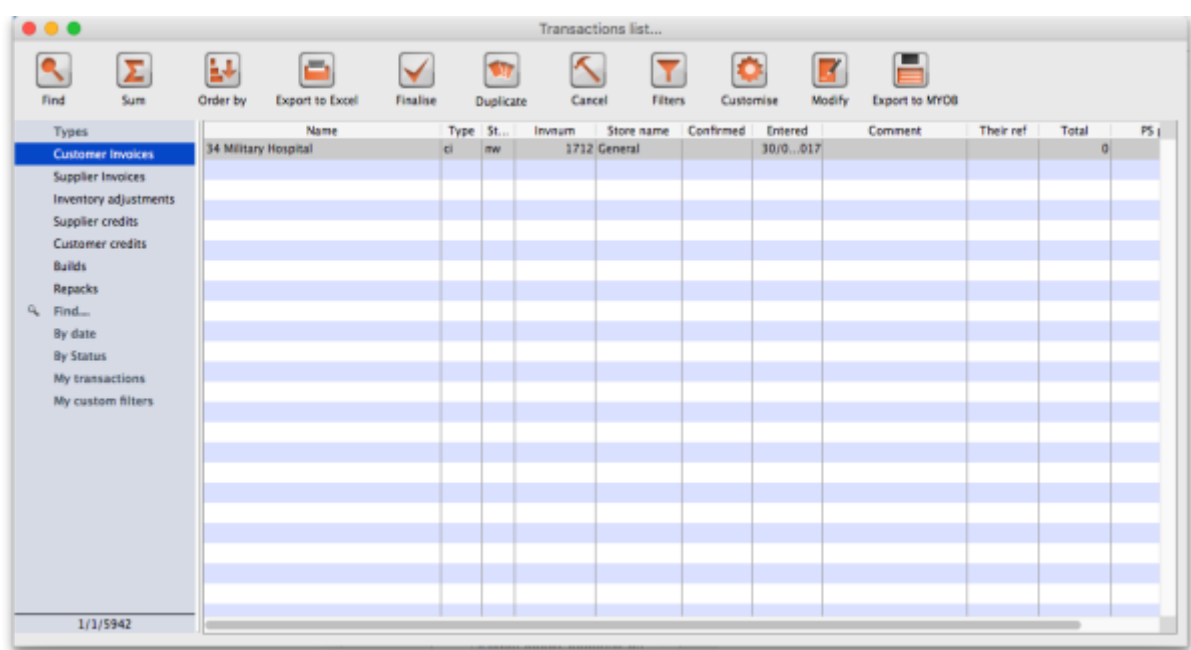 Transactions list...
Find Sum Order by Export to Excel Finalise Duplicate Cancel Filters Customise Modify Export to MYOB
Types Name Type St... Invnum Store name Confirmed Entered Comment Their ref Total PS
Customer Invoices 34 Military Hospital ci nw 1712 General 30/0...017 0
Supplier Invoices
Inventory adjustments
Supplier credits
Customer credits
Builds
Repacks
Find...
By date
By Status
My transactions
My custom filters
1/1/5942